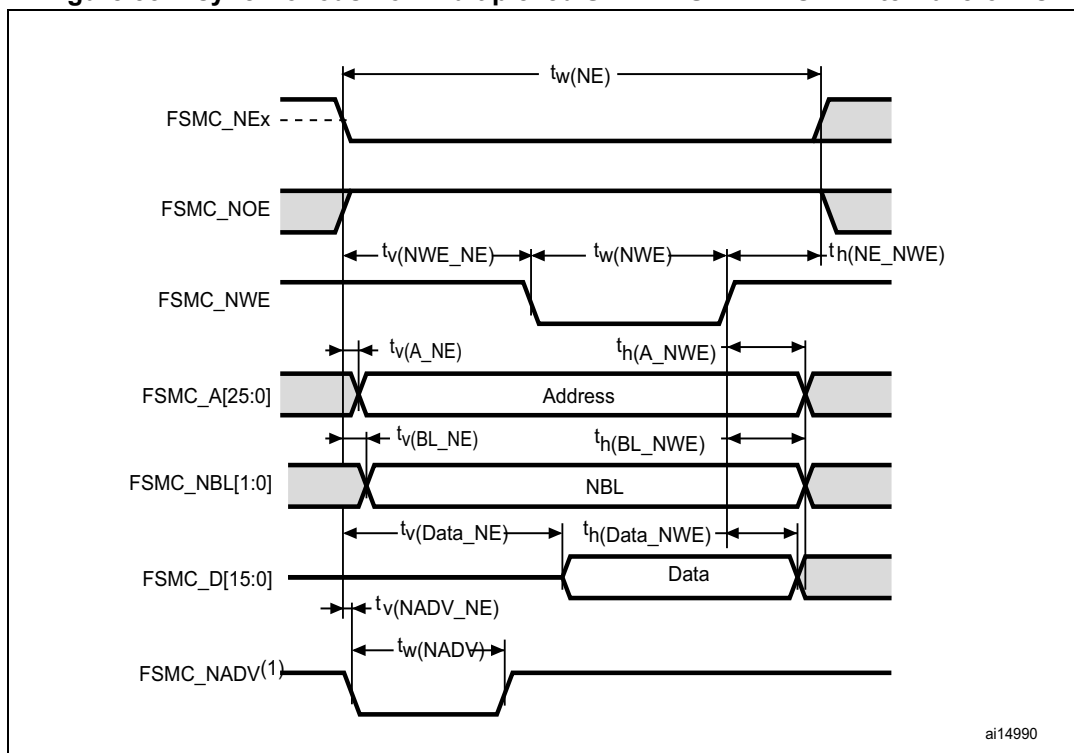 tw(NE)
FSMC_NEx
FSMC_NOE
tv(NWE_NE) tw(NWE) th(NE_NWE)
FSMC_NWE
tv(A_NE) th(A_NWE)
FSMC_A[25:0] Address
tv(BL_NE) th(BL_NWE)
FSMC_NBL[1:0] NBL
tv(Data_NE) th(Data_NWE)
FSMC_D[15:0] Data
tv(NADV_NE)
tw(NADV)
FSMC_NADV(1)
ai14990